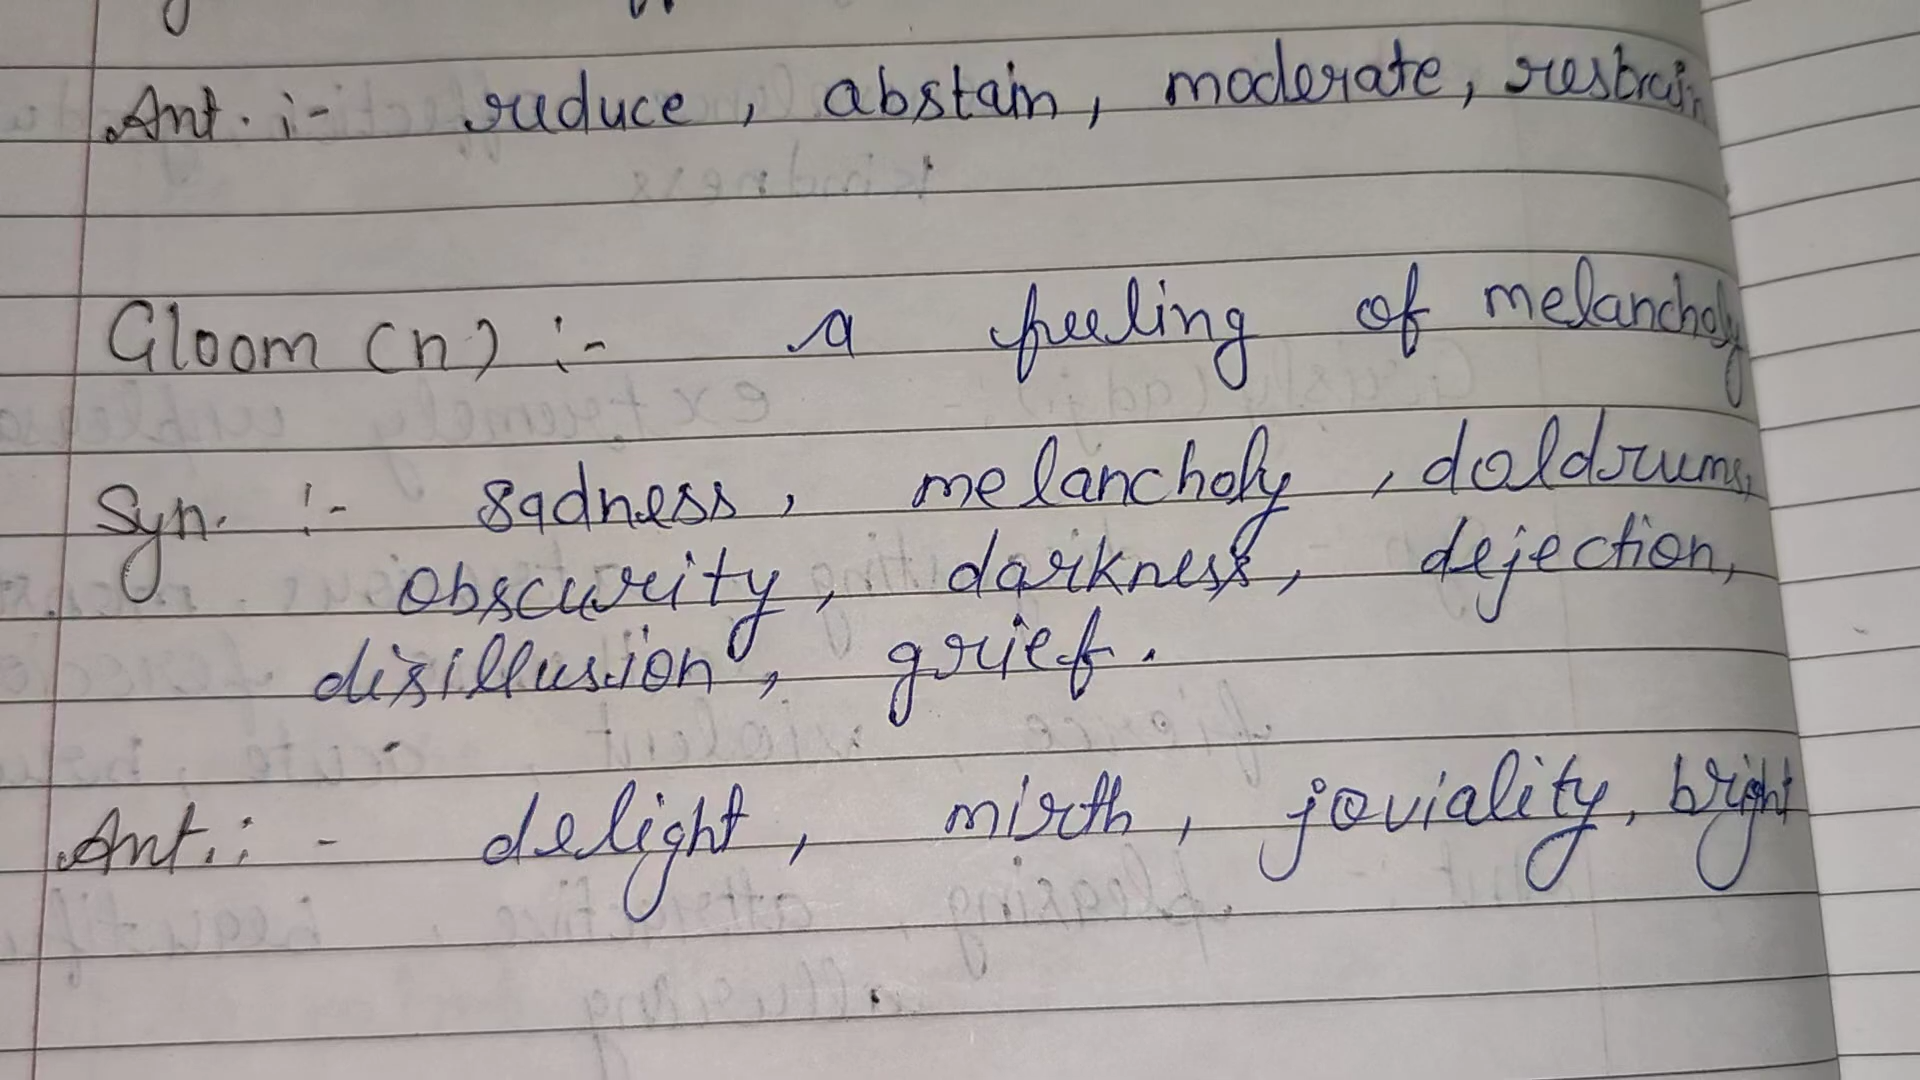 Ant. :- reduce, abstain, moderate, restrain
Gloom (n) :- a feeling of melancholy
Syn. :- sadness, melancholy, doldrums,
obscurity, darkness, dejection,
disillusion, grief.
Ant. :- delight, mirth, joviality, bright